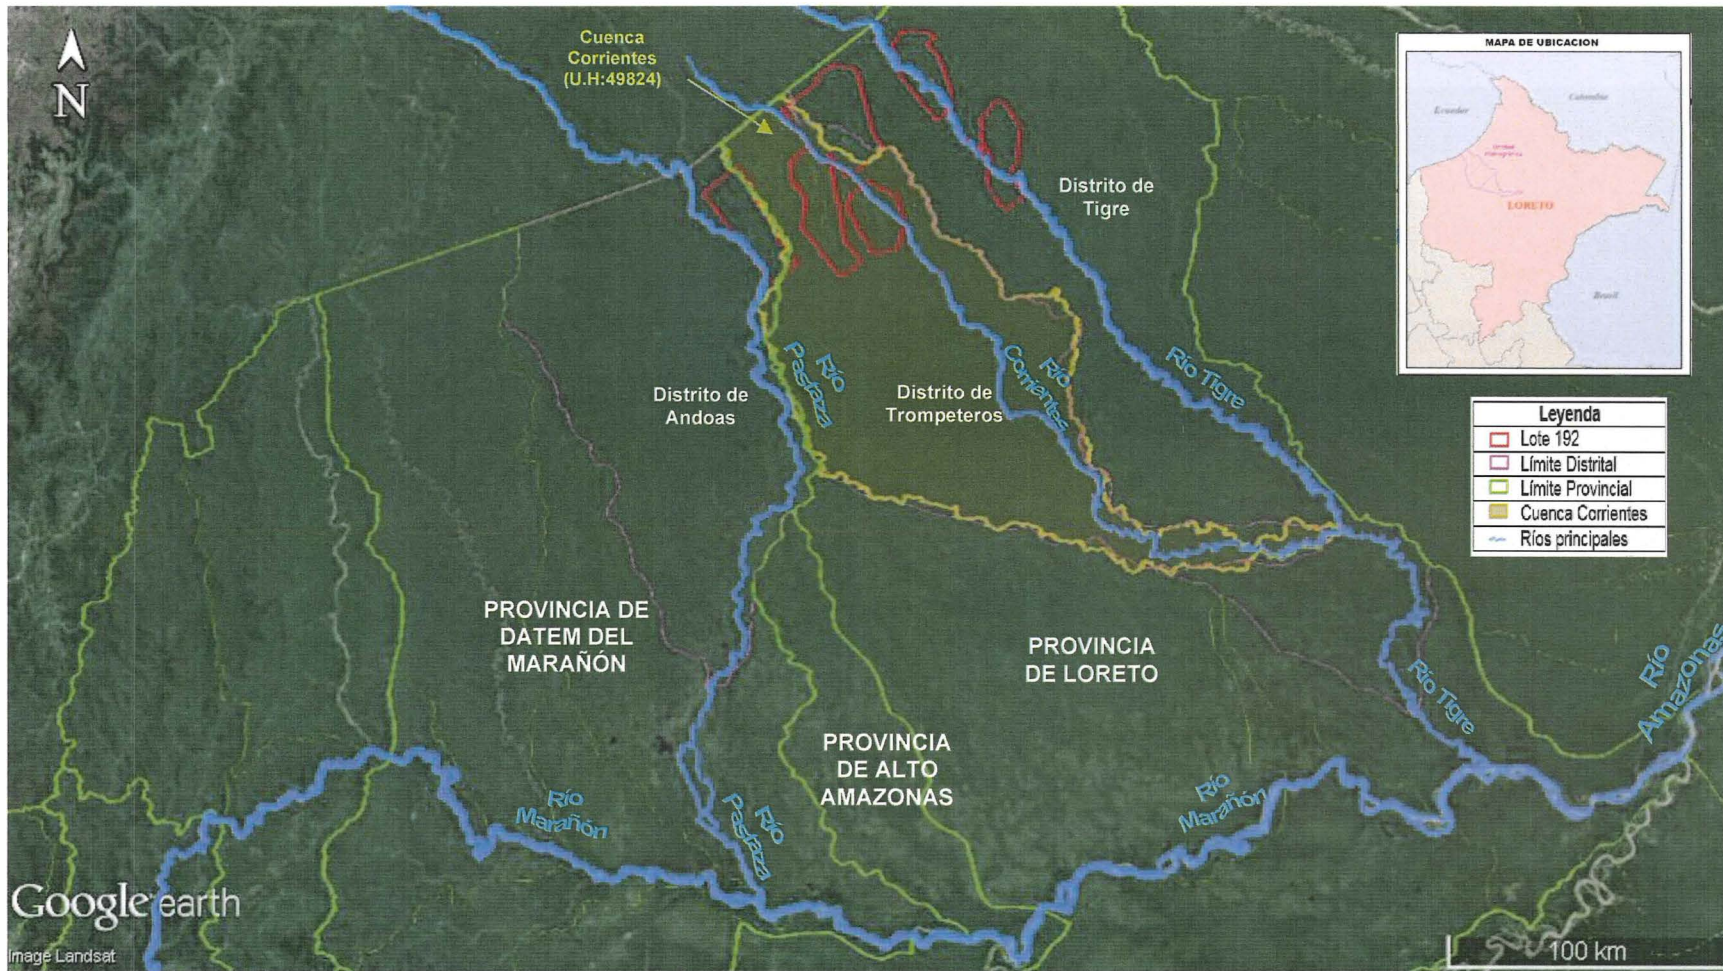 Cuenca
Corrientes
(U.H:49824)
N
MAPA DE UBICACION
Ecuador
Colombia
LORETO
Brasil
Distrito de
Tigre
Río
Pastaza
Río
Corrientes
Río Tigre
Distrito de
Andoas
Distrito de
Trompeteros
Leyenda
Lote 192
Límite Distrital
Límite Provincial
Cuenca Corrientes
Ríos principales
PROVINCIA DE
DATEM DEL
MARAÑÓN
PROVINCIA
DE LORETO
Río
Amazonas
Río Tigre
PROVINCIA
DE ALTO
AMAZONAS
Río
Marañón
Río
Pastaza
Río
Marañón
Google earth
Image Landsat
100 km